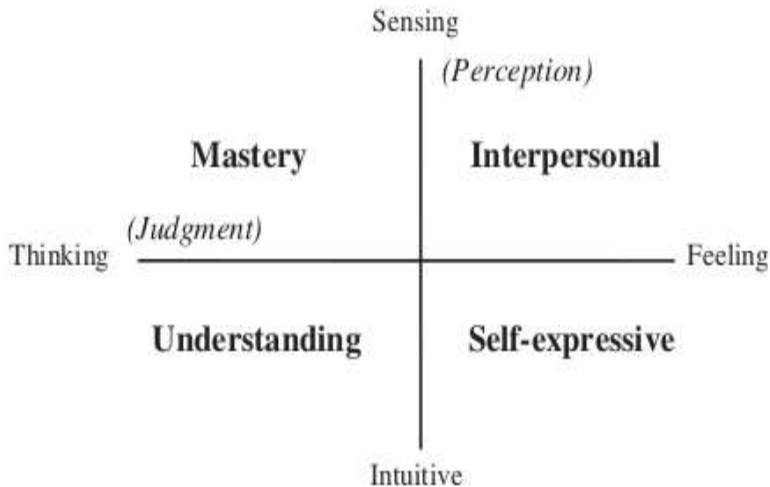 Sensing
(Perception)
Mastery
Interpersonal
(Judgment)
Thinking
Feeling
Understanding
Self-expressive
Intuitive